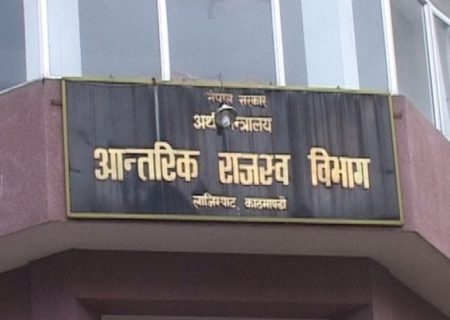 नेपाल सरकार
अर्थ मन्त्रालय
आन्तरिक राजस्व विभाग
लाजिम्पाट, काठमाण्डौ